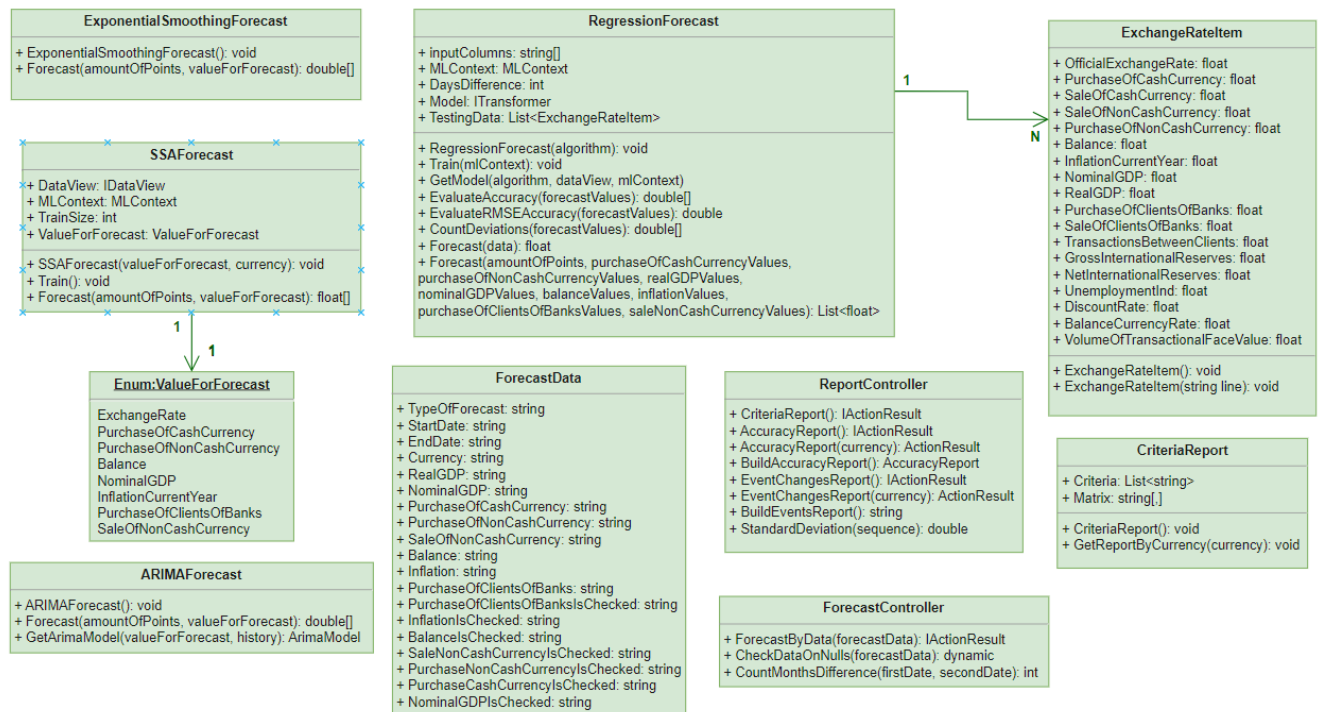 ExponentialSmoothingForecast
+ ExponentialSmoothingForecast(): void
+ Forecast(amountOfPoints, valueForForecast): double[]
SSAForecast
+ DataView: IDataView
+ MLContext: MLContext
+ TrainSize: int
+ ValueForForecast: ValueForForecast
+ SSAForecast(valueForForecast, currency): void
+ Train(): void
+ Forecast(amountOfPoints, valueForForecast): float[]
1
1
Enum:ValueForForecast
ExchangeRate
PurchaseOfCashCurrency
PurchaseOfNonCashCurrency
Balance
NominalGDP
InflationCurrentYear
PurchaseOfClientsOfBanks
SaleOfNonCashCurrency
ARIMAForecast
+ ARIMAForecast(): void
+ Forecast(amountOfPoints, valueForForecast): double[]
+ GetArimaModel(valueForForecast, history): ArimaModel
RegressionForecast
+ inputColumns: string[]
+ MLContext: MLContext
+ DaysDifference: int
+ Model: ITransformer
+ TestingData: List<ExchangeRateItem>
+ RegressionForecast(algorithm): void
+ Train(mlContext): void
+ GetModel(algorithm, dataView, mlContext)
+ EvaluateAccuracy(forecastValues): double[]
+ EvaluateRMSEAccuracy(forecastValues): double
+ CountDeviations(forecastValues): double[]
+ Forecast(data): float
+ Forecast(amountOfPoints, purchaseOfCashCurrencyValues,
purchaseOfNonCashCurrencyValues, realGDPValues,
nominalGDPValues, balanceValues, inflationValues,
purchaseOfClientsOfBanksValues, saleNonCashCurrencyValues): List<float>
1
N
ExchangeRateItem
+ OfficialExchangeRate: float
+ PurchaseOfCashCurrency: float
+ SaleOfCashCurrency: float
+ SaleOfNonCashCurrency: float
+ PurchaseOfNonCashCurrency: float
+ Balance: float
+ InflationCurrentYear: float
+ NominalGDP: float
+ RealGDP: float
+ PurchaseOfClientsOfBanks: float
+ SaleOfClientsOfBanks: float
+ TransactionsBetweenClients: float
+ GrossInternationalReserves: float
+ NetInternationalReserves: float
+ UnemploymentInd: float
+ DiscountRate: float
+ BalanceCurrencyRate: float
+ VolumeOfTransactionalFaceValue: float
+ ExchangeRateItem(): void
+ ExchangeRateItem(string line): void
ForecastData
+ TypeOfForecast: string
+ StartDate: string
+ EndDate: string
+ Currency: string
+ RealGDP: string
+ NominalGDP: string
+ PurchaseOfCashCurrency: string
+ PurchaseOfNonCashCurrency: string
+ SaleOfNonCashCurrency: string
+ Balance: string
+ Inflation: string
+ PurchaseOfClientsOfBanks: string
+ PurchaseOfClientsOfBanksIsChecked: string
+ InflationIsChecked: string
+ BalanceIsChecked: string
+ SaleNonCashCurrencyIsChecked: string
+ PurchaseNonCashCurrencyIsChecked: string
+ PurchaseCashCurrencyIsChecked: string
+ NominalGDPIsChecked: string
ReportController
+ CriteriaReport(): IActionResult
+ AccuracyReport(): IActionResult
+ AccuracyReport(currency): ActionResult
+ BuildAccuracyReport(): AccuracyReport
+ EventChangesReport(): IActionResult
+ EventChangesReport(currency): ActionResult
+ BuildEventsReport(): string
+ StandardDeviation(sequence): double
CriteriaReport
+ Criteria: List<string>
+ Matrix: string[,]
+ CriteriaReport(): void
+ GetReportByCurrency(currency): void
ForecastController
+ ForecastByData(forecastData): IActionResult
+ CheckDataOnNulls(forecastData): dynamic
+ CountMonthsDifference(firstDate, secondDate): int